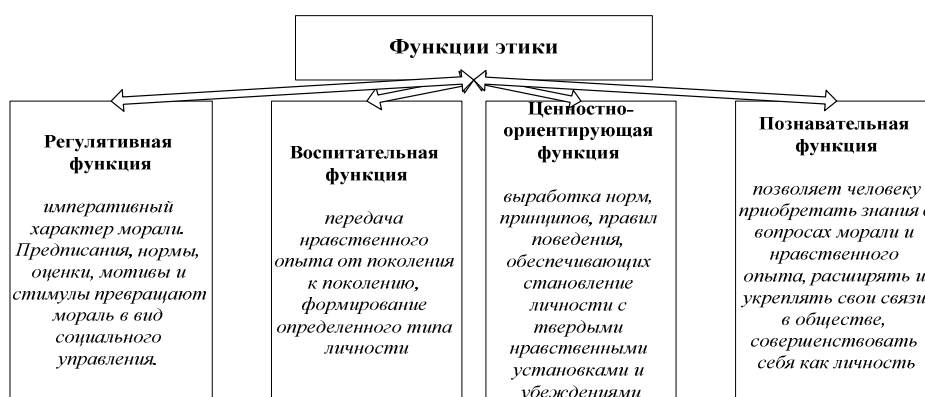 Функции этики
Регулятивная
функция
императивный
характер морали.
Предписания, нормы,
оценки, мотивы и
стимулы превращают
мораль в вид
социального
управления.
Воспитательная
функция
передача
нравственного
опыта от поколения
к поколению,
формирование
определенного типа
личности
Ценностно-
ориентирующая
функция
выработка норм,
принципов, правил
поведения,
обеспечивающих
становление
личности с
твердыми
нравственными
установками и
убеждениями
Познавательная
функция
позволяет человеку
приобретать знания о
вопросах морали и
нравственного
опыта, расширять и
укреплять свои связи
в обществе,
совершенствовать
себя как личность